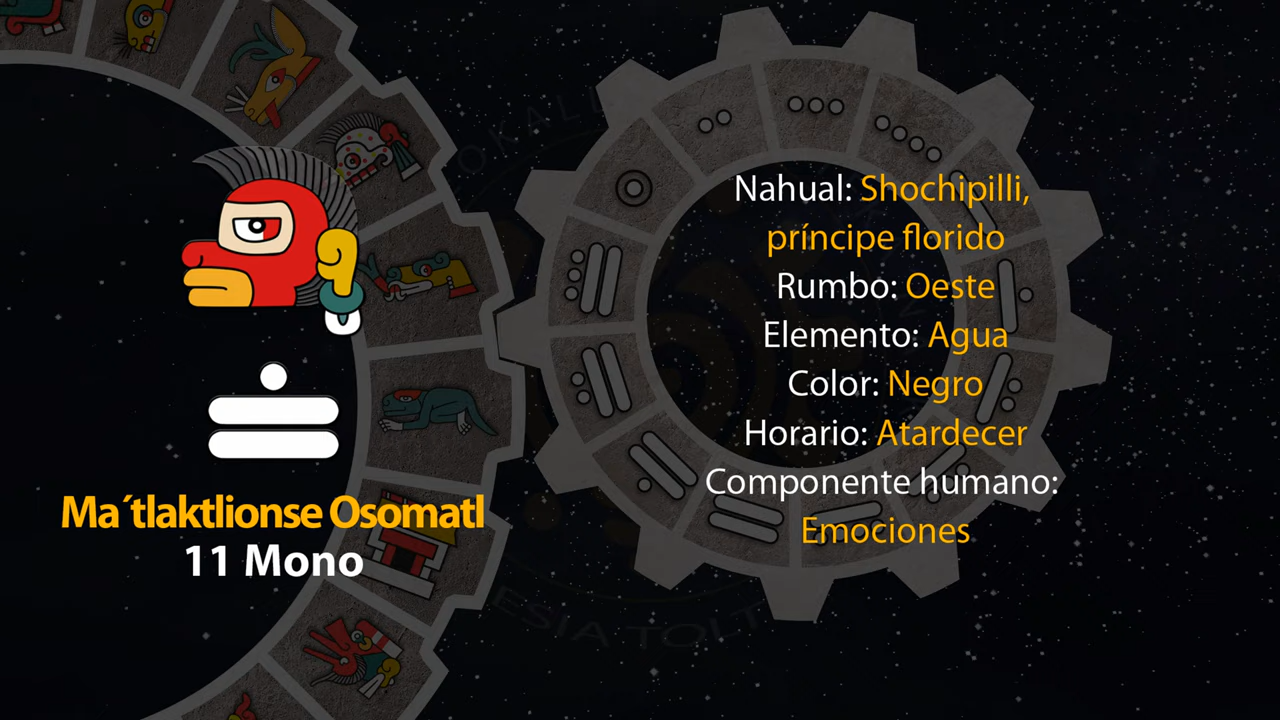 Ma´tlaktlionse Osomatl
11 Mono
Nahual: Shochipilli,
príncipe florido
Rumbo: Oeste
Elemento: Agua
Color: Negro
Horario: Atardecer
Componente humano:
Emociones